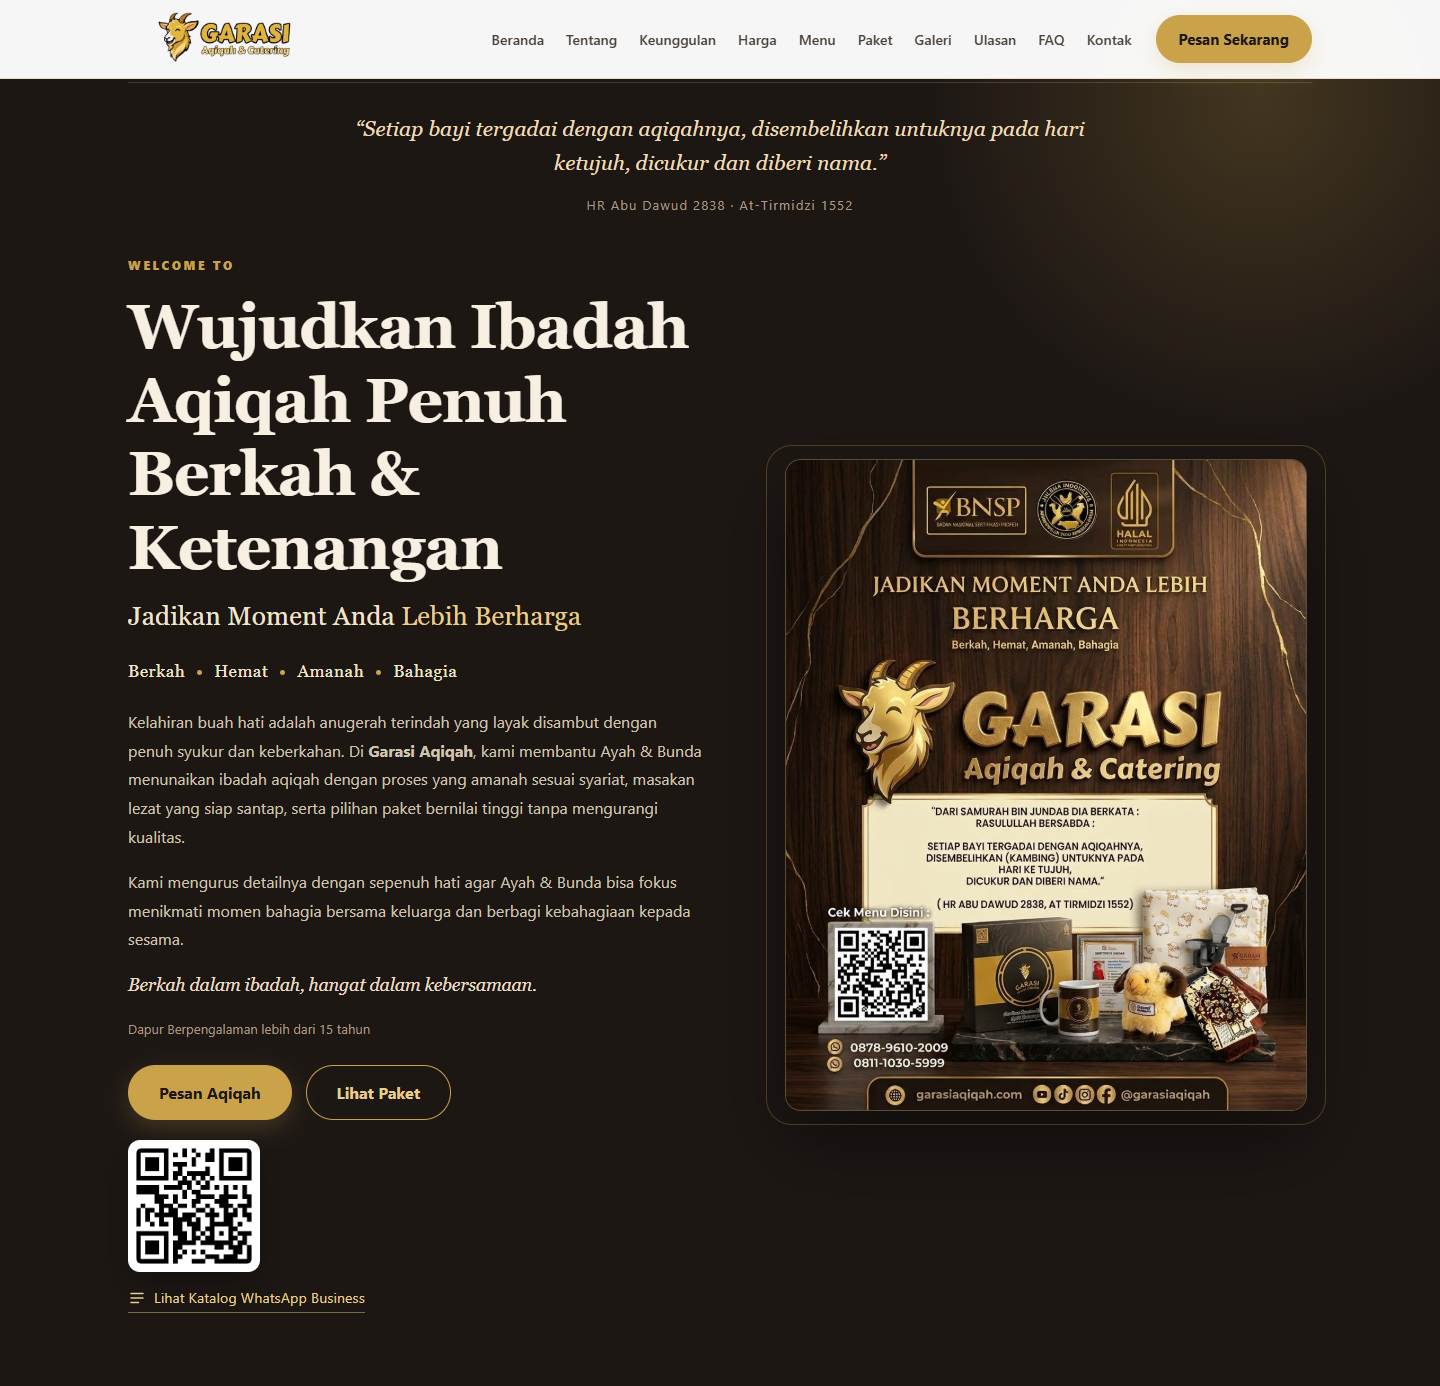 GARASI
Aqiqah & Catering
Beranda Tentang Keunggulan Harga Menu Paket Galeri Ulasan FAQ Kontak Pesan Sekarang
“Setiap bayi tergadai dengan aqiqahnya, disembelihkan untuknya pada hari
ketujuh, dicukur dan diberi nama.”
HR Abu Dawud 2838 · At-Tirmidzi 1552
WELCOME TO
Wujudkan Ibadah
Aqiqah Penuh
Berkah &
Ketenangan
Jadikan Moment Anda Lebih Berharga
Berkah • Hemat • Amanah • Bahagia
Kelahiran buah hati adalah anugerah terindah yang layak disambut dengan
penuh syukur dan keberkahan. Di Garasi Aqiqah, kami membantu Ayah & Bunda
menunaikan ibadah aqiqah dengan proses yang amanah sesuai syariat, masakan
lezat yang siap santap, serta pilihan paket bernilai tinggi tanpa mengurangi
kualitas.
Kami mengurus detailnya dengan sepenuh hati agar Ayah & Bunda bisa fokus
menikmati momen bahagia bersama keluarga dan berbagi kebahagiaan kepada
sesama.
Berkah dalam ibadah, hangat dalam kebersamaan.
Dapur Berpengalaman lebih dari 15 tahun
Pesan Aqiqah Lihat Paket
Lihat Katalog WhatsApp Business
BNSP
BADAN NASIONAL SERTIFIKASI PROFESI
HALAL
INDONESIA
JADIKAN MOMENT ANDA LEBIH
BERHARGA
Berkah, Hemat, Amanah, Bahagia
GARASI
Aqiqah & Catering
"DARI SAMURAH BIN JUNDAB DIA BERKATA :
RASULULLAH BERSABDA :
SETIAP BAYI TERGADAI DENGAN AQIQAHNYA,
DISEMBELIHKAN (KAMBING) UNTUKNYA PADA
HARI KE TUJUH,
DICUKUR DAN DIBERI NAMA."
( HR ABU DAWUD 2838, AT TIRMIDZI 1552)
Cek Menu Disini :
GARASI
GARASI
0878-9610-2009
0811-1030-5999
garasiaqiqah.com @garasiaqiqah